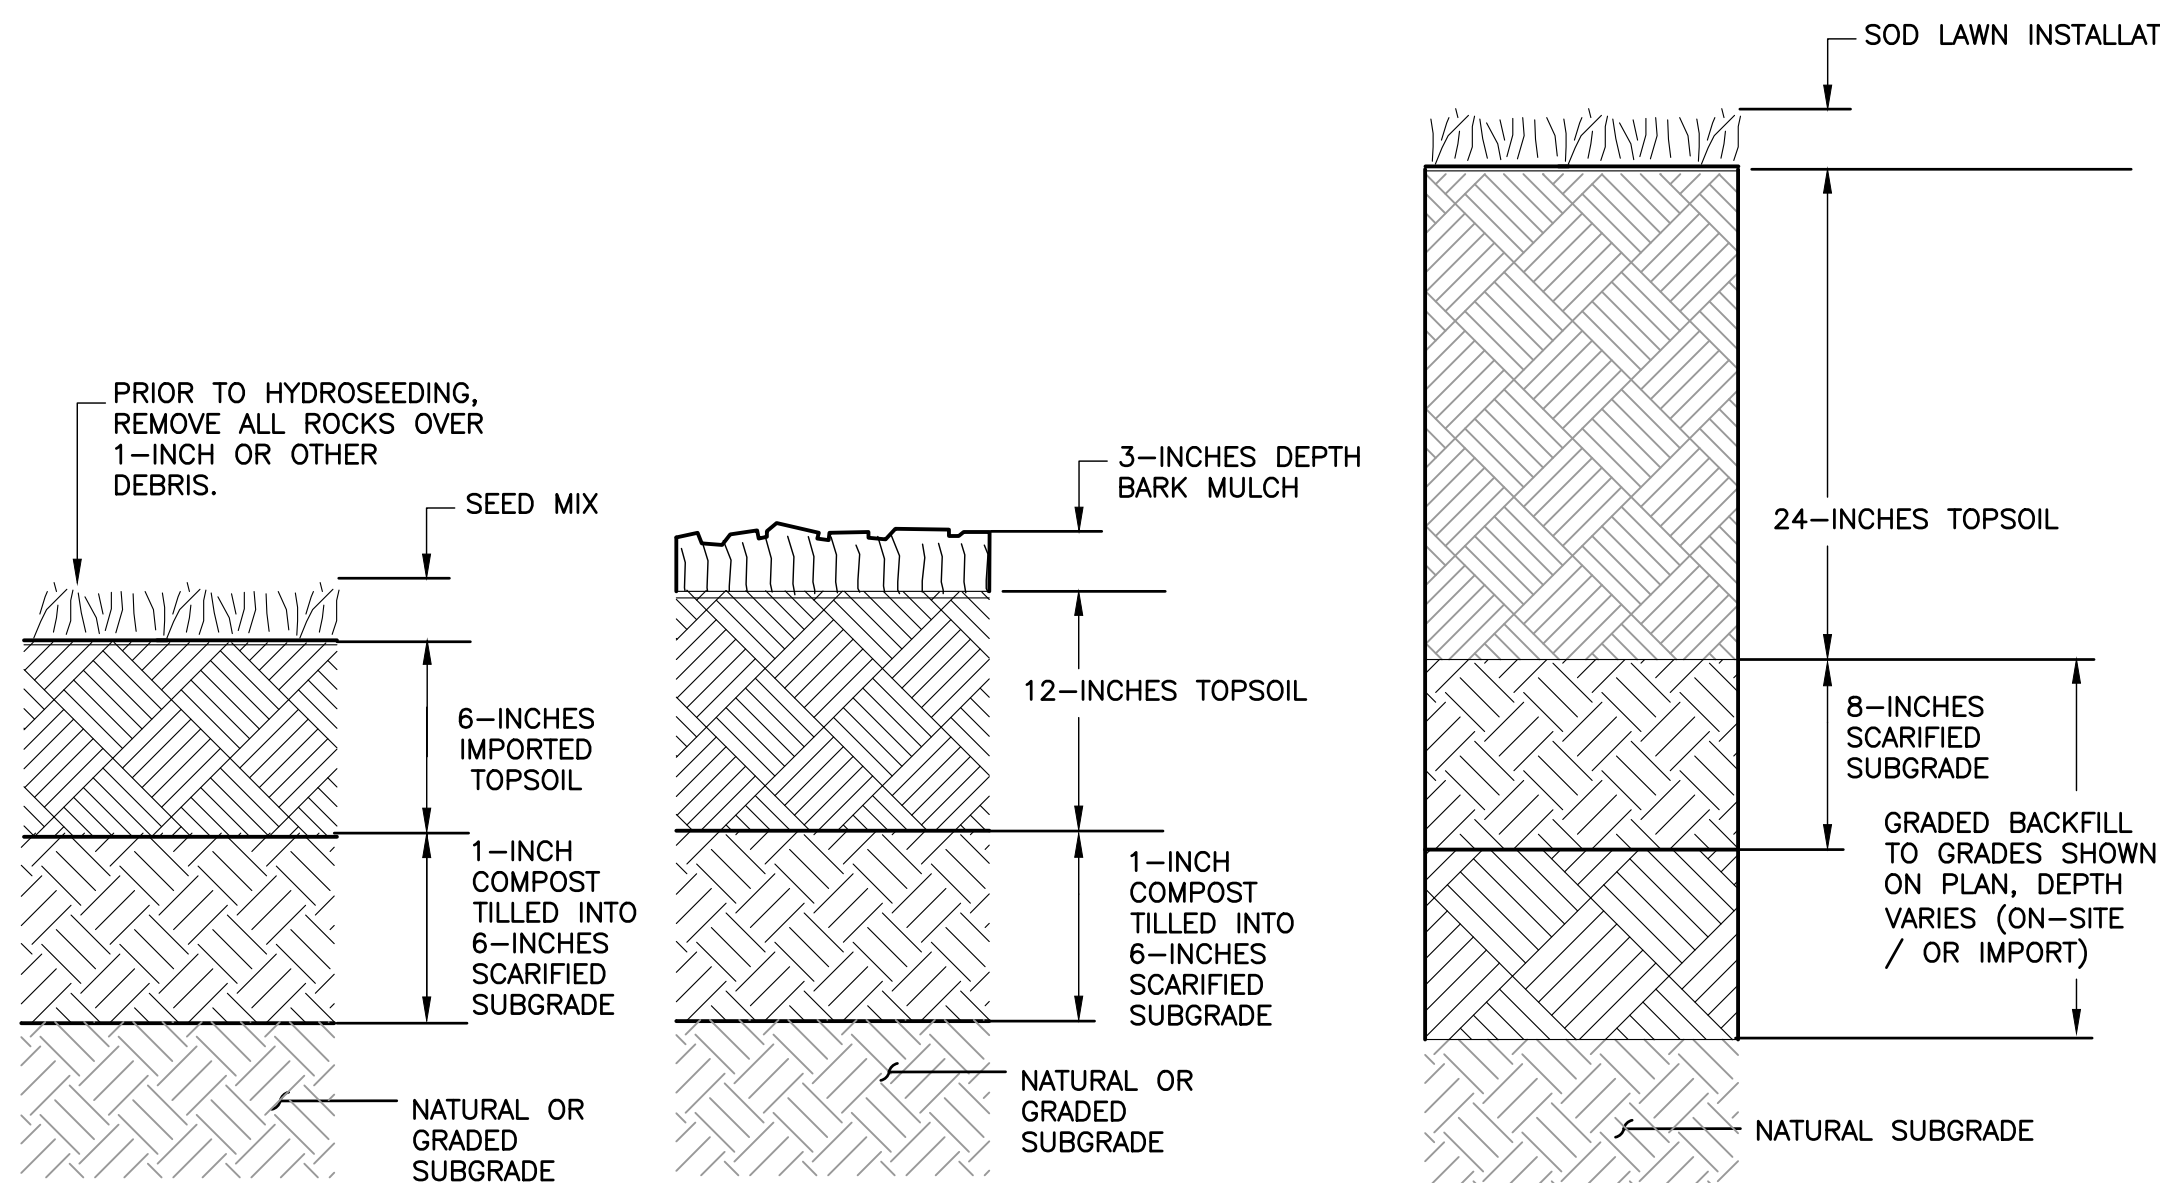 PRIOR TO HYDROSEEDING,
REMOVE ALL ROCKS OVER
1-INCH OR OTHER
DEBRIS.
SEED MIX
6-INCHES
IMPORTED
TOPSOIL
1-INCH
COMPOST
TILLED INTO
6-INCHES
SCARIFIED
SUBGRADE
NATURAL OR
GRADED
SUBGRADE
3-INCHES DEPTH
BARK MULCH
12-INCHES TOPSOIL
1-INCH
COMPOST
TILLED INTO
6-INCHES
SCARIFIED
SUBGRADE
NATURAL OR
GRADED
SUBGRADE
SOD LAWN INSTALLAT
24-INCHES TOPSOIL
8-INCHES
SCARIFIED
SUBGRADE
GRADED BACKFILL
TO GRADES SHOWN
ON PLAN, DEPTH
VARIES (ON-SITE
/ OR IMPORT)
NATURAL SUBGRADE